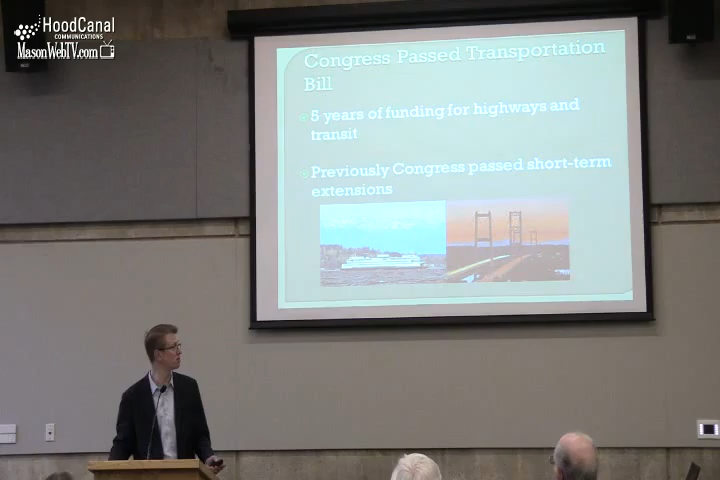 HoodCanal
COMMUNICATIONS
MasonWebTV.com
Congress Passed Transportation
Bill
5 years of funding for highways and
transit
Previously Congress passed short-term
extensions